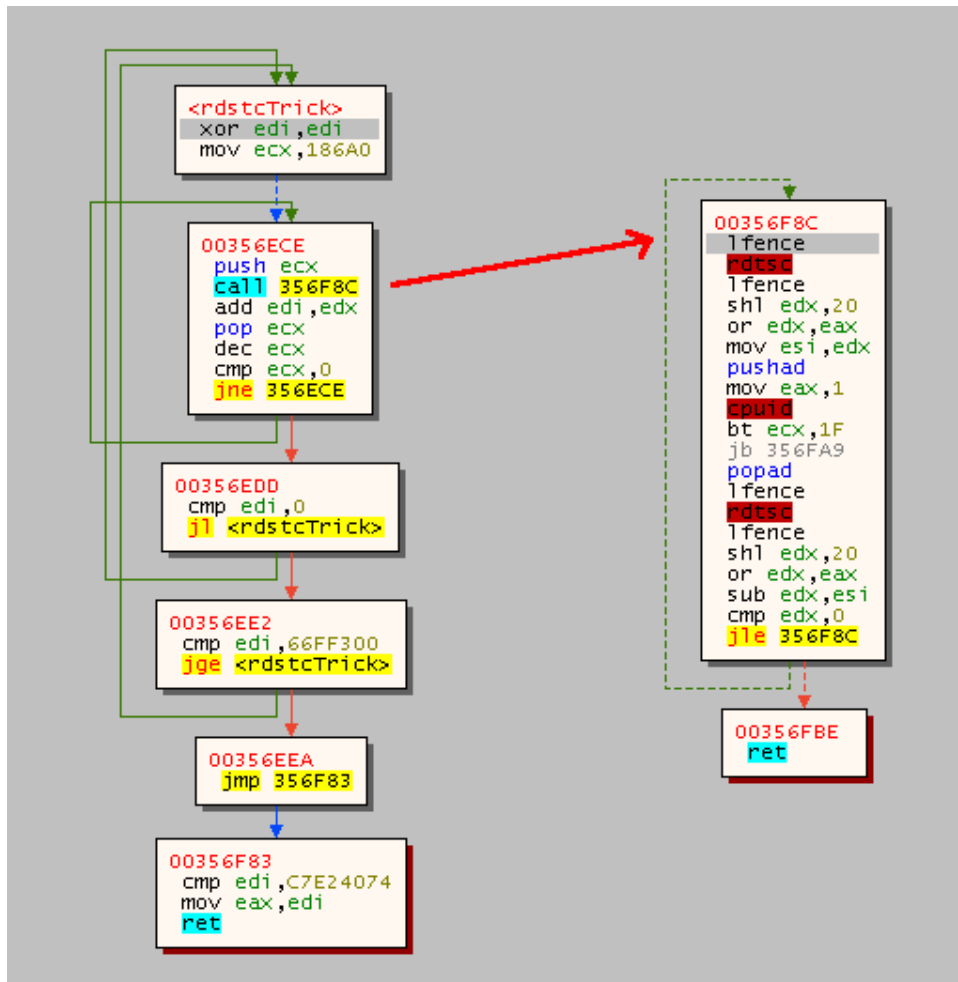 <rdstcTrick>
xor edi,edi
mov ecx,186A0
00356ECE
push ecx
call 356F8C
add edi,edx
pop ecx
dec ecx
cmp ecx,0
jne 356ECE
00356EDD
cmp edi,0
jl <rdstcTrick>
00356EE2
cmp edi,66FF300
jge <rdstcTrick>
00356EEA
jmp 356F83
00356F83
cmp edi,C7E24074
mov eax,edi
ret
00356F8C
lfence
rdtsc
lfence
shl edx,20
or edx,eax
mov esi,edx
pushad
mov eax,1
cpuid
bt ecx,1F
jb 356FA9
popad
lfence
rdtsc
lfence
shl edx,20
or edx,eax
sub edx,esi
cmp edx,0
jle 356F8C
00356FBE
ret